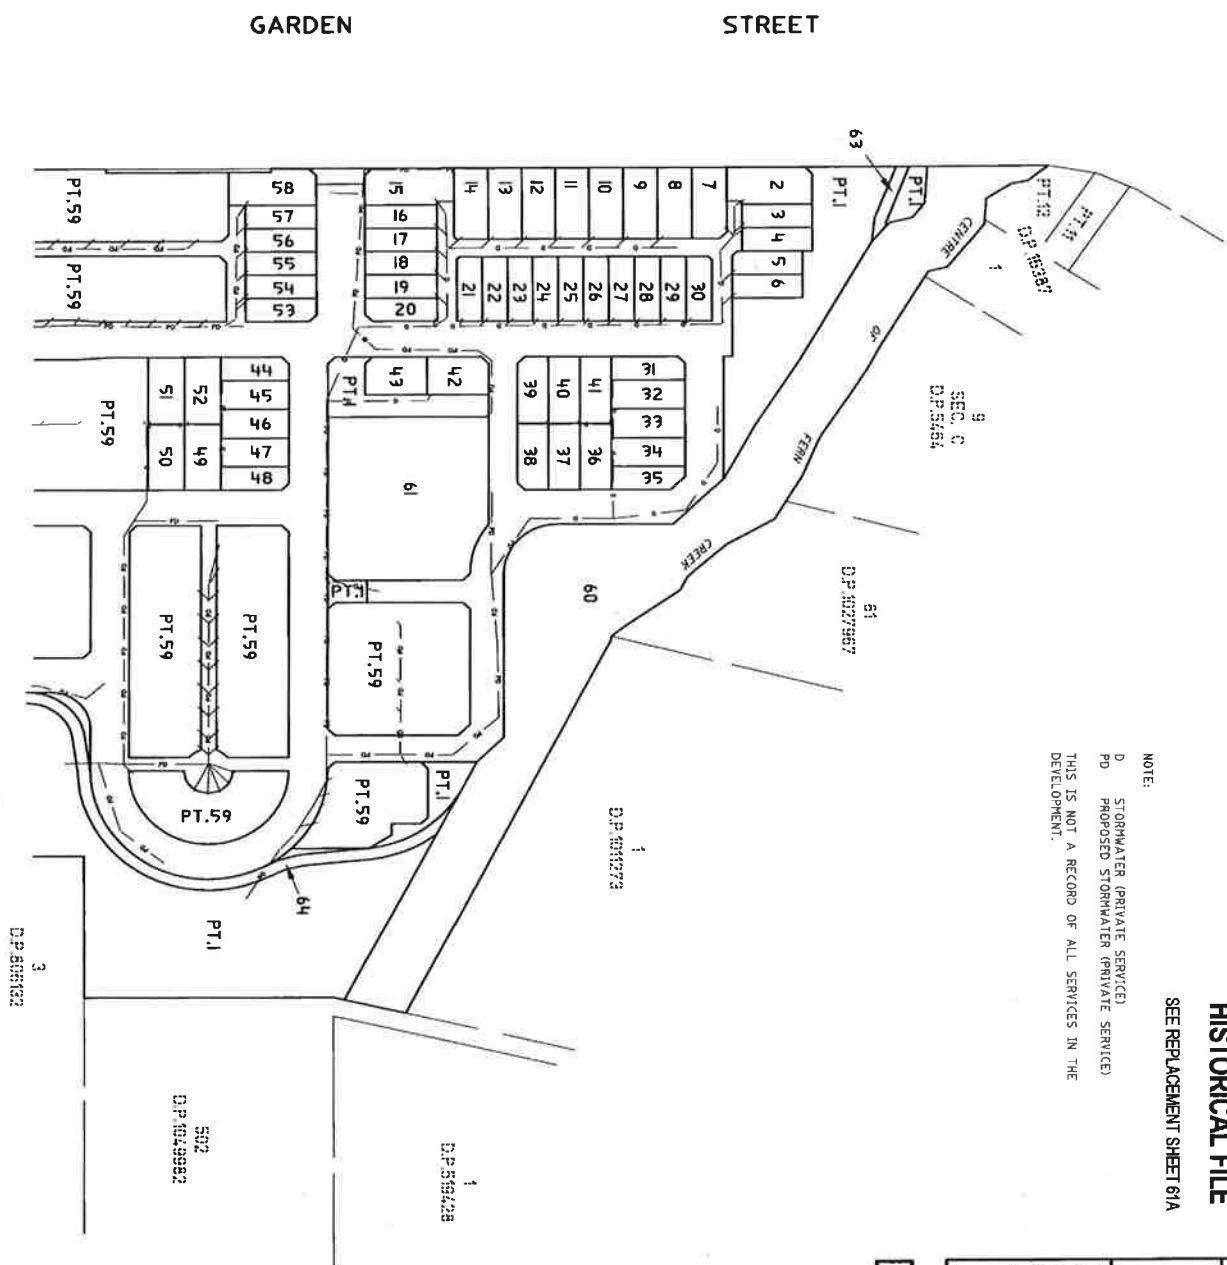 GARDEN STREET
63
PT.1
PT.1
PT.12
D.P.16387
PT.11
1
CENTRE OF FERN CREEK
9
SEC. C
D.P.5464
61
D.P.1027967
PT.59
58
57
56
55
54
53
PT.59
15
16
17
18
19
20
14
13
12
11
10
9
8
7
2
3
4
5
6
21
22
23
24
25
26
27
28
29
30
PT.59
51
52
50
49
44
45
46
47
48
PT.1
43
42
61
39
40
41
38
37
36
31
32
33
34
35
60
PT.1
PT.59
PT.59
PT.59
PT.59
PT.59
PT.1
64
PT.1
1
D.P.1011273
3
D.P.806132
502
D.P.1049982
1
D.P.519428
NOTE:
D STORMWATER (PRIVATE SERVICE)
PD PROPOSED STORMWATER (PRIVATE SERVICE)
THIS IS NOT A RECORD OF ALL SERVICES IN THE
DEVELOPMENT.
HISTORICAL FILE
SEE REPLACEMENT SHEET 61A